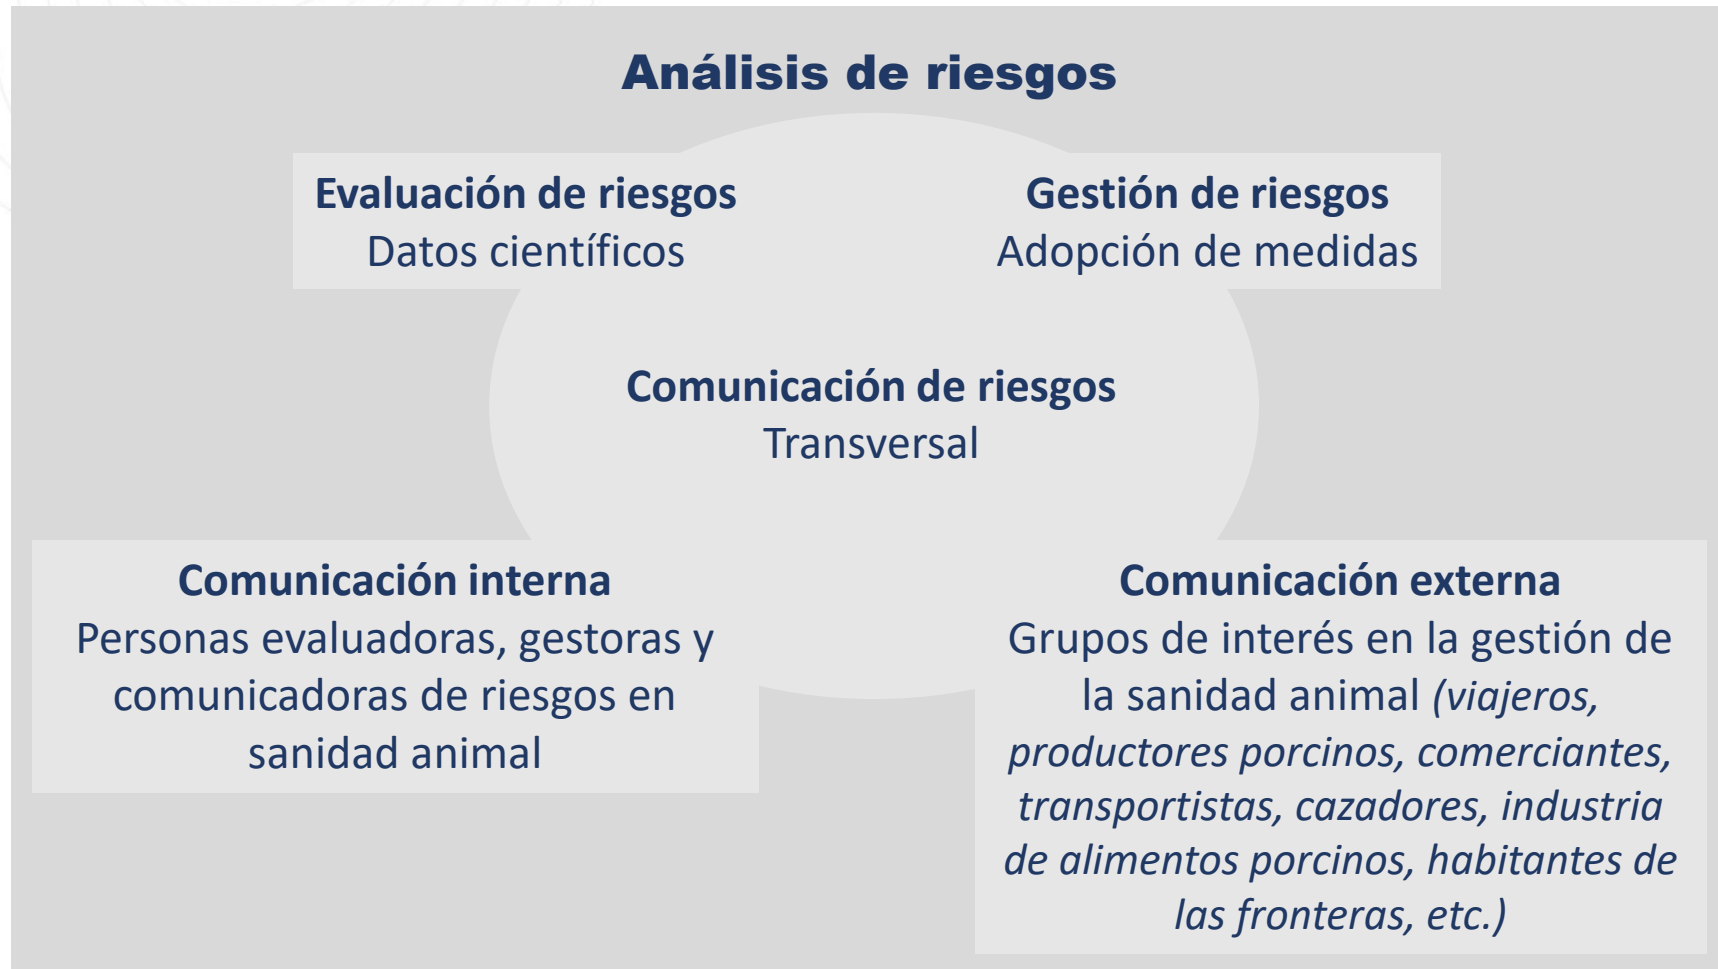 Análisis de riesgos
Evaluación de riesgos
Datos científicos
Gestión de riesgos
Adopción de medidas
Comunicación de riesgos
Transversal
Comunicación interna
Personas evaluadoras, gestoras y
comunicadoras de riesgos en
sanidad animal
Comunicación externa
Grupos de interés en la gestión de
la sanidad animal (viajeros,
productores porcinos, comerciantes,
transportistas, cazadores, industria
de alimentos porcinos, habitantes de
las fronteras, etc.)